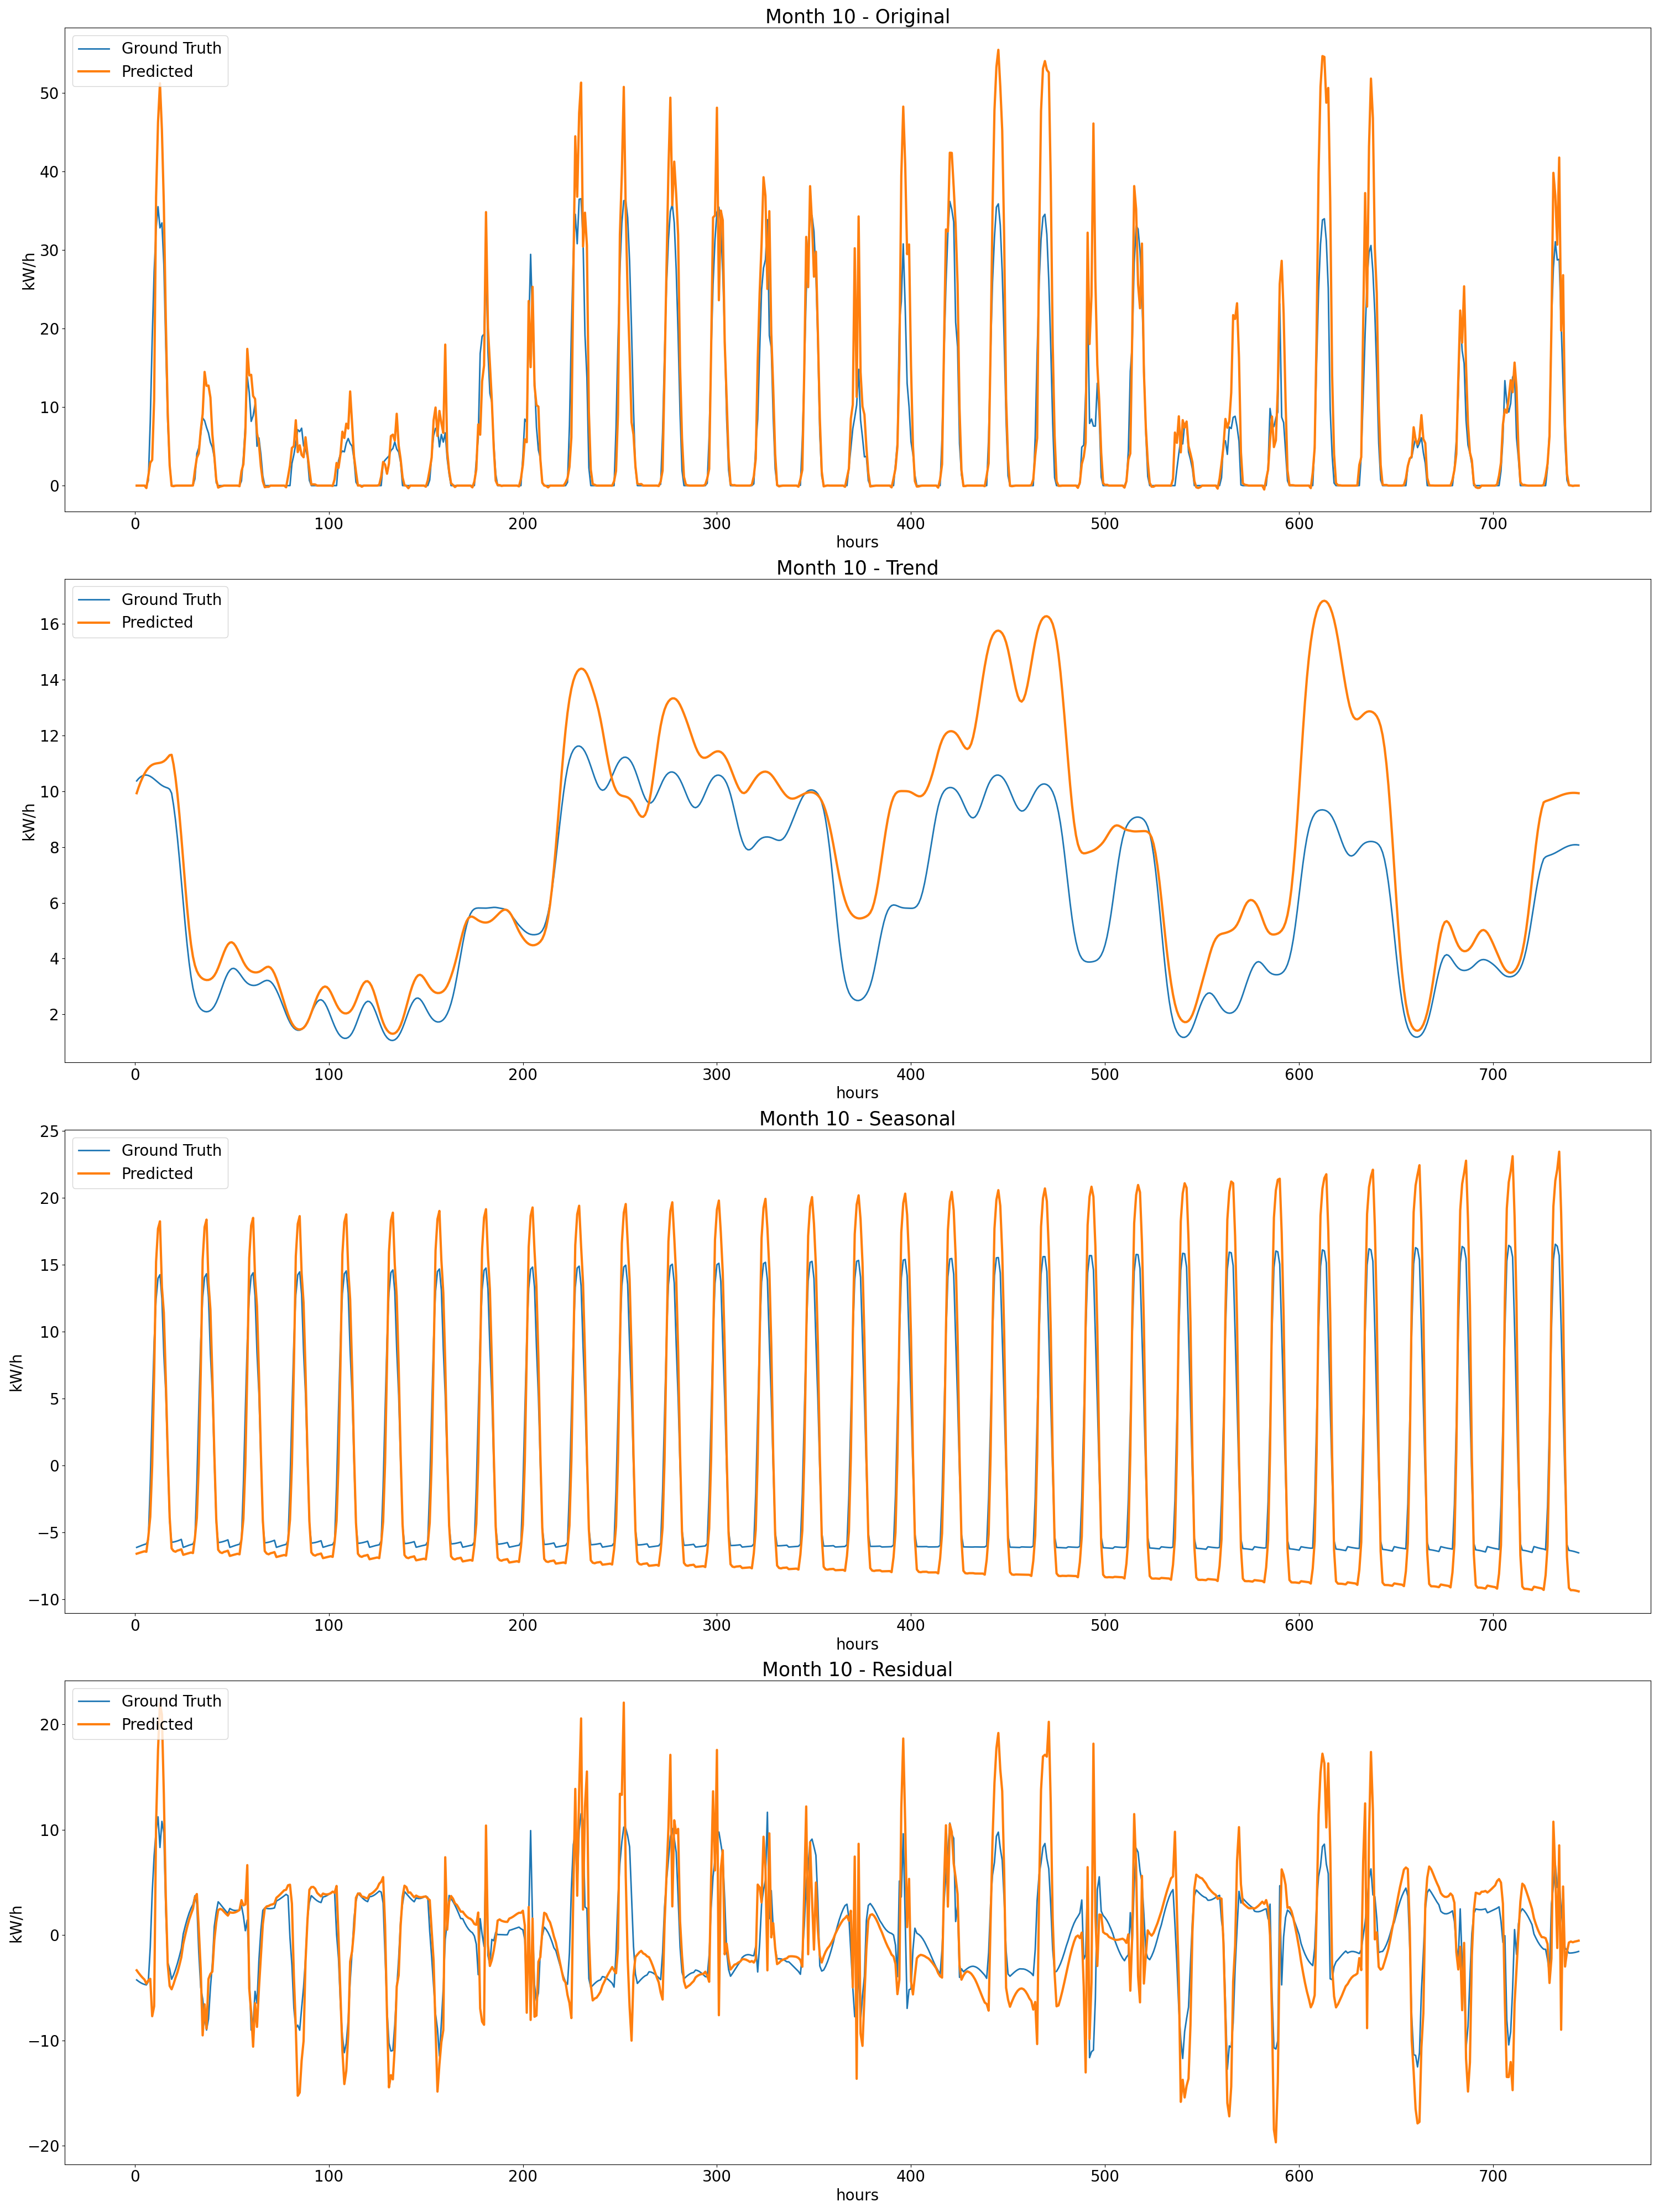 Month 10 - Original
Ground Truth
Predicted
kW/h
50
40
30
20
10
0
0 100 200 300 400 500 600 700
hours
Month 10 - Trend
Ground Truth
Predicted
kW/h
16
14
12
10
8
6
4
2
0 100 200 300 400 500 600 700
hours
Month 10 - Seasonal
Ground Truth
Predicted
kW/h
25
20
15
10
5
0
−5
−10
0 100 200 300 400 500 600 700
hours
Month 10 - Residual
Ground Truth
Predicted
kW/h
20
10
0
−10
−20
0 100 200 300 400 500 600 700
hours